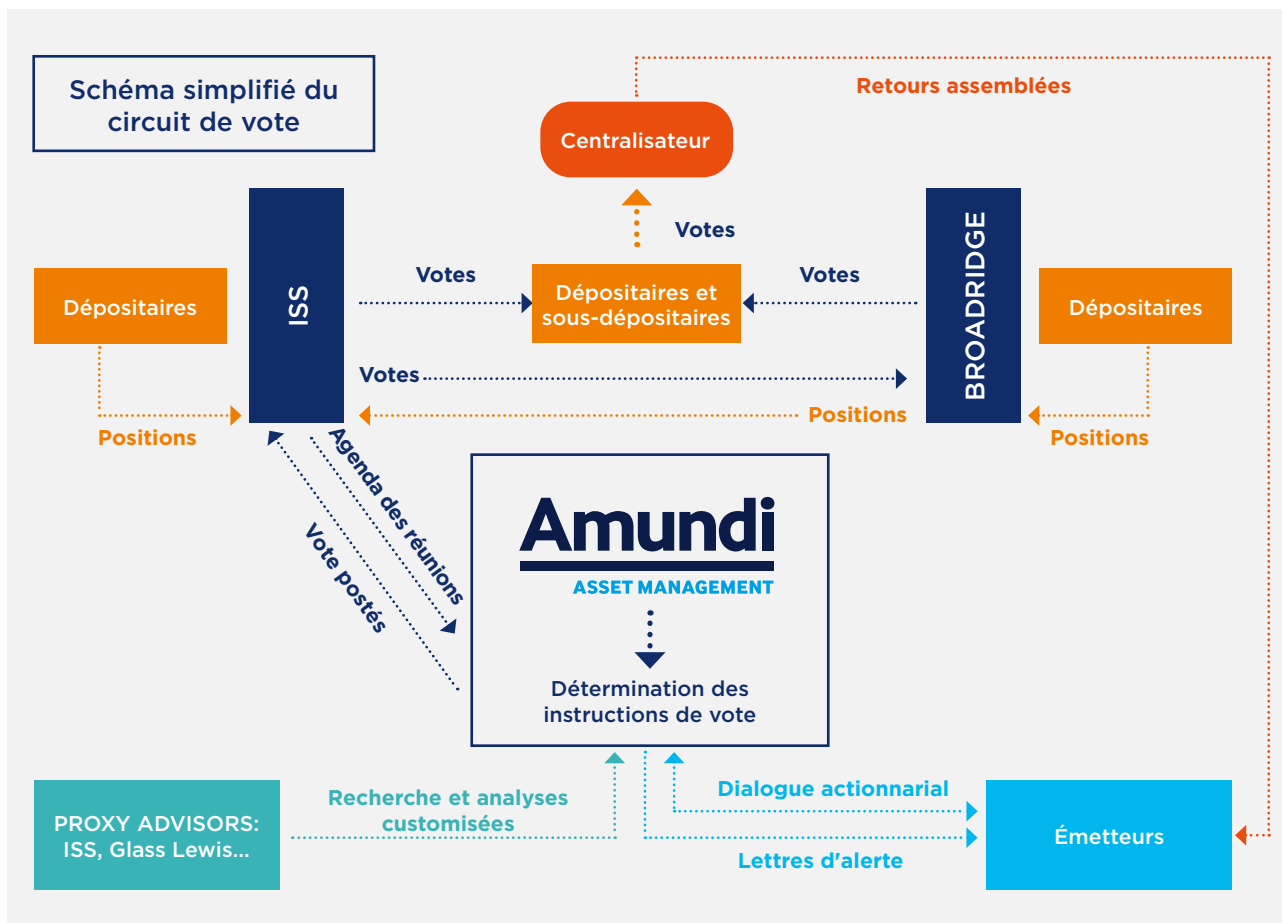 Schéma simplifié du
circuit de vote
Retours assemblées
Centralisateur
Votes
ISS
BROADRIDGE
Dépositaires
Votes
Dépositaires et
sous-dépositaires
Votes
Dépositaires
Votes
Positions
Positions
Positions
Agenda des réunions
Vote postés
Amundi
ASSET MANAGEMENT
Détermination des
instructions de vote
PROXY ADVISORS:
ISS, Glass Lewis...
Recherche et analyses
customisées
Dialogue actionnarial
Lettres d'alerte
Émetteurs